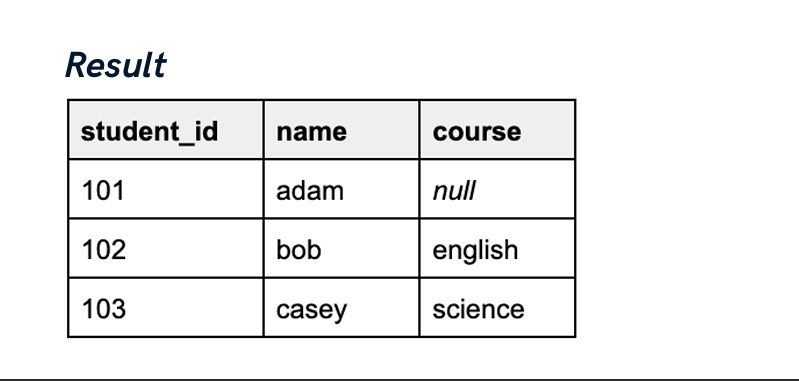 Result
student_id name course
101 adam null
102 bob english
103 casey science